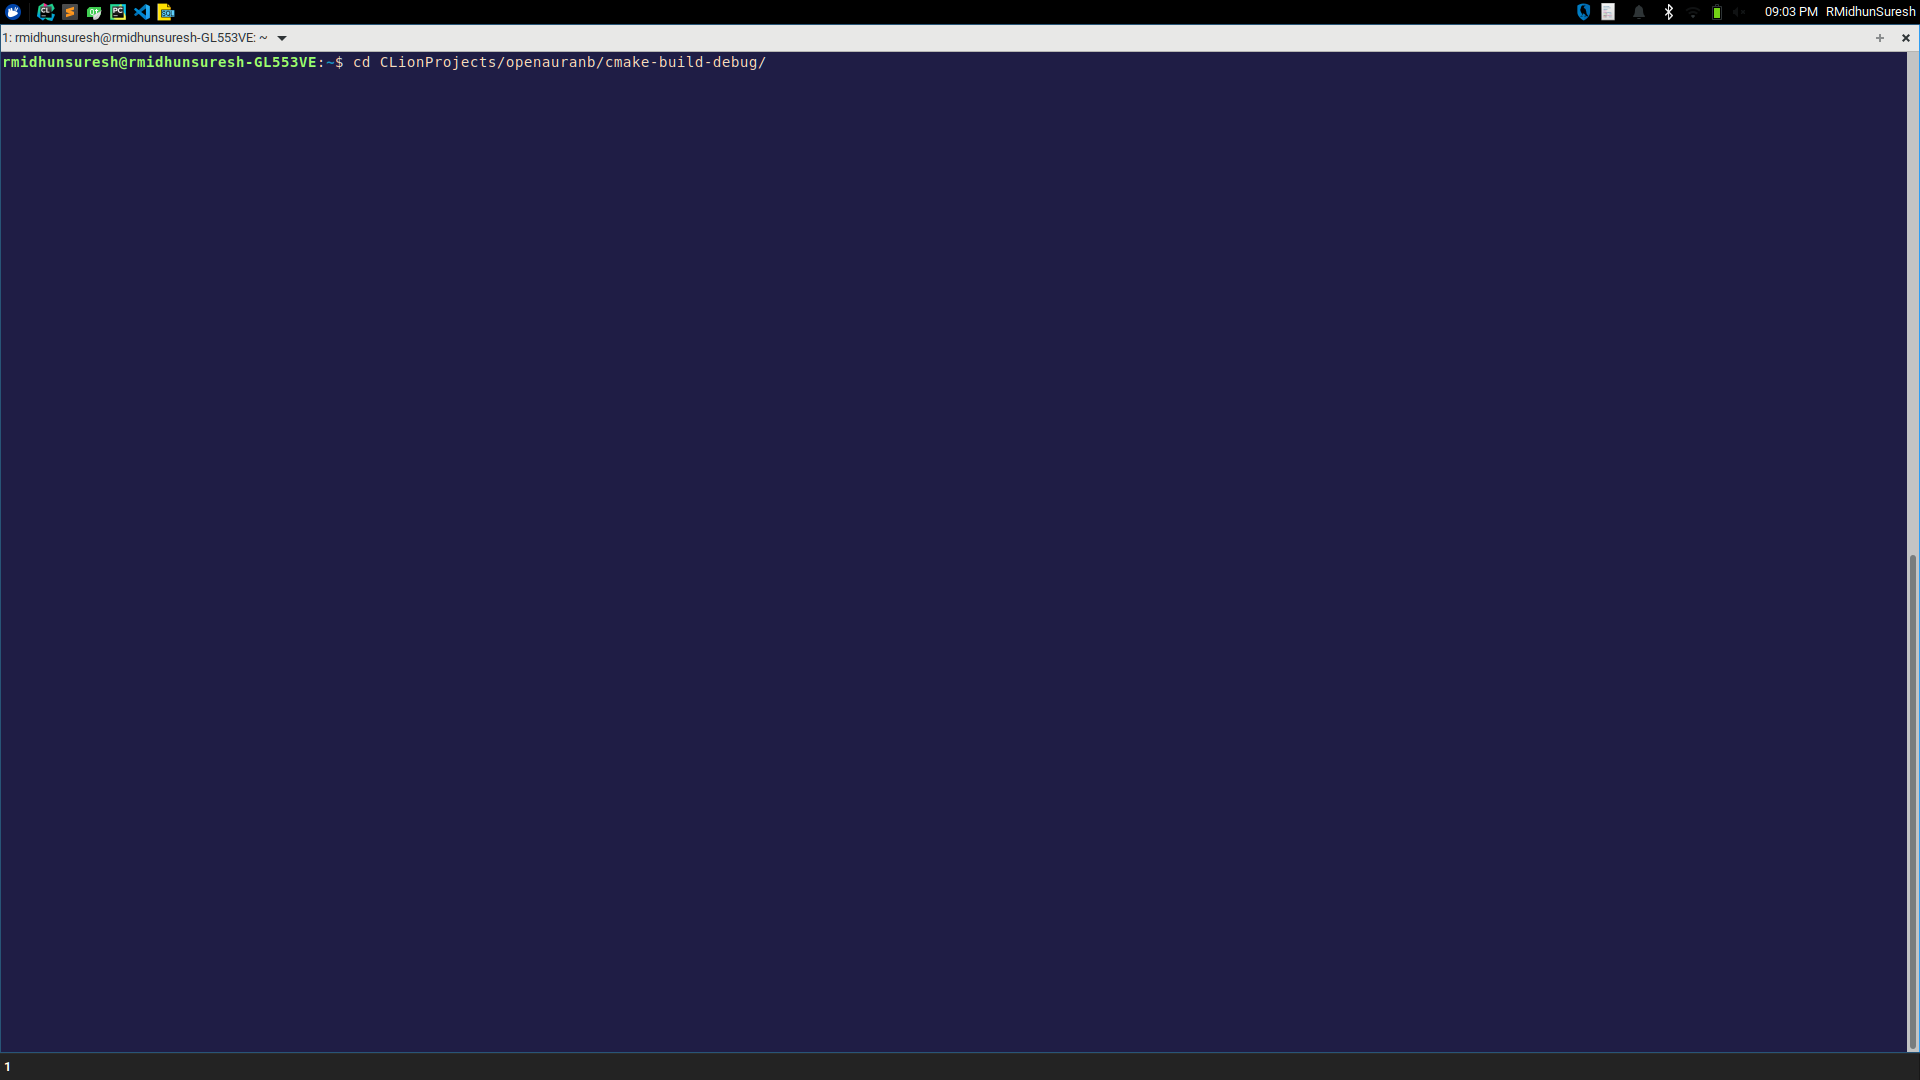 09:03 PM RMidhunSuresh
1: rmidhunsuresh@rmidhunsuresh-GL553VE: ~
rmidhunsuresh@rmidhunsuresh-GL553VE:~$ cd CLionProjects/openauranb/cmake-build-debug/
1